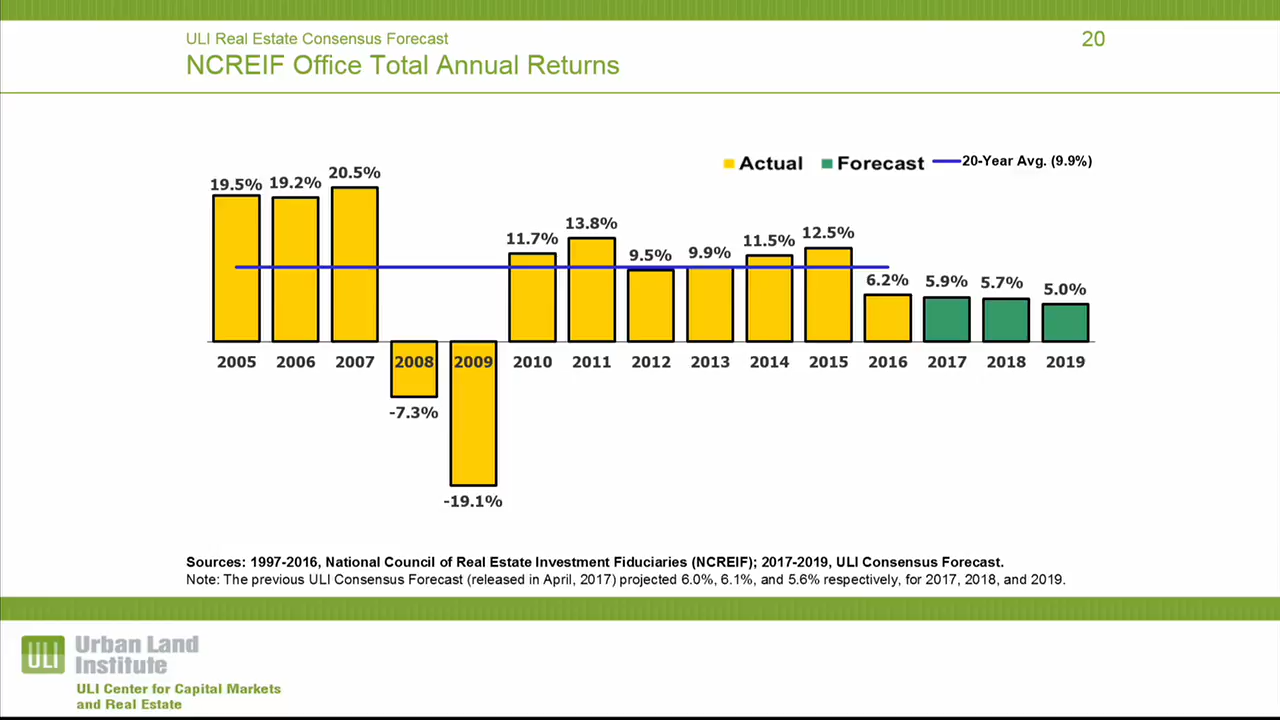 ULI Real Estate Consensus Forecast
20
NCREIF Office Total Annual Returns
Actual
Forecast
20-Year Avg. (9.9%)
19.5%
19.2%
20.5%
-7.3%
-19.1%
11.7%
13.8%
9.5%
9.9%
11.5%
12.5%
6.2%
5.9%
5.7%
5.0%
2005 2006 2007 2008 2009 2010 2011 2012 2013 2014 2015 2016 2017 2018 2019
Sources: 1997-2016, National Council of Real Estate Investment Fiduciaries (NCREIF); 2017-2019, ULI Consensus Forecast.
Note: The previous ULI Consensus Forecast (released in April, 2017) projected 6.0%, 6.1%, and 5.6% respectively, for 2017, 2018, and 2019.
ULI
Urban Land
Institute
ULI Center for Capital Markets
and Real Estate